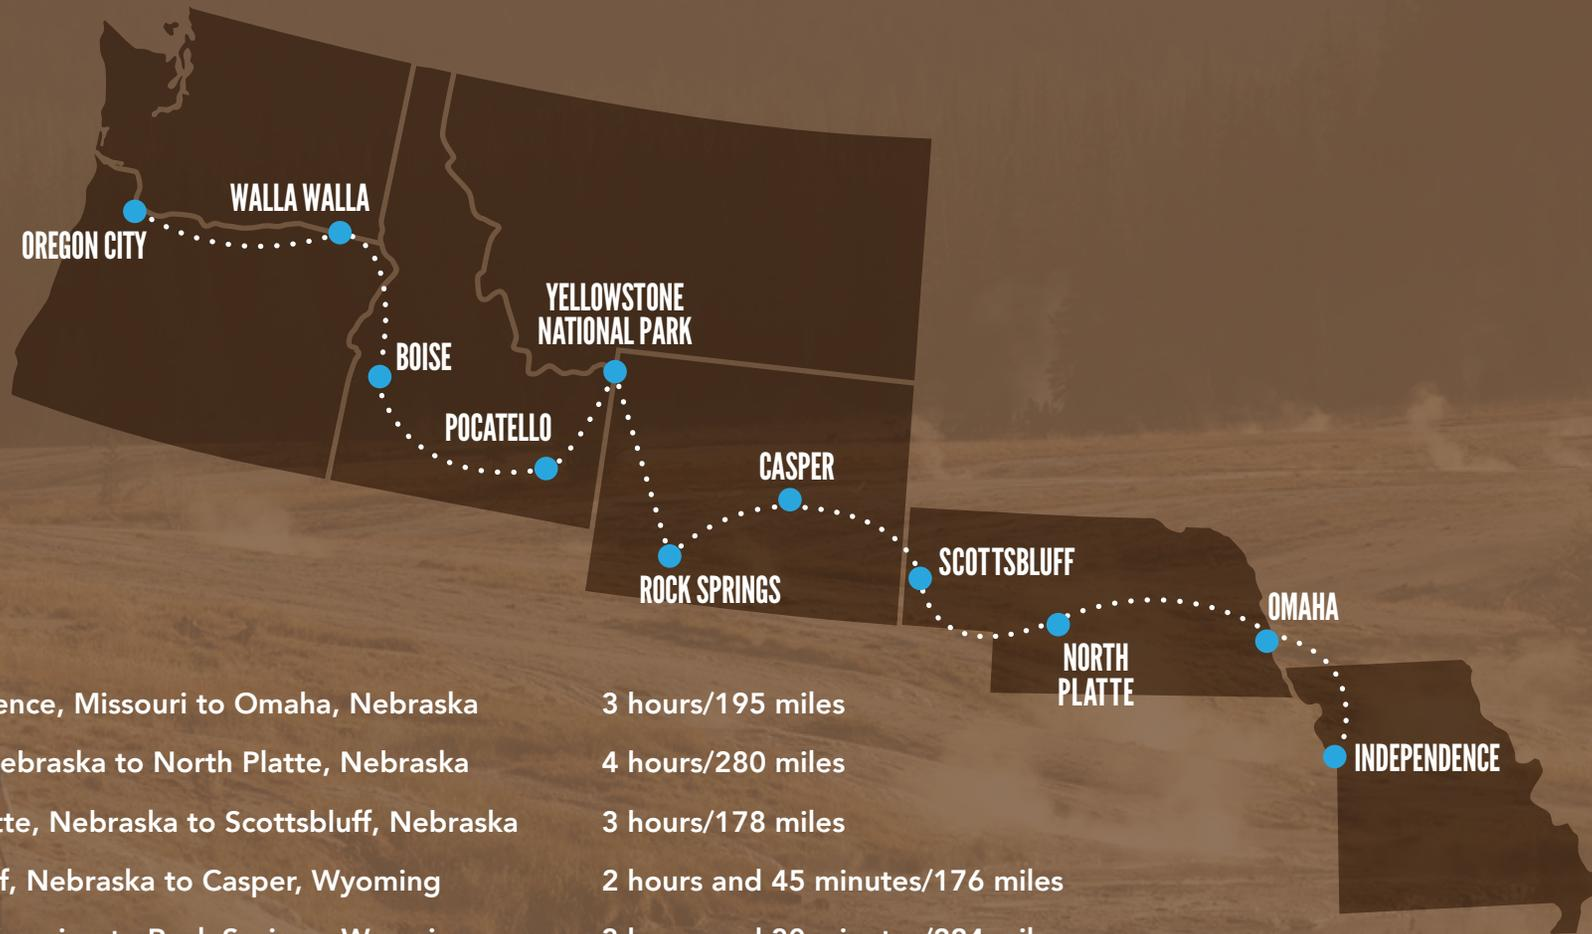 WALLA WALLA
OREGON CITY
YELLOWSTONE
NATIONAL PARK
BOISE
POCATELLO
CASPER
ROCK SPRINGS
SCOTTSBLUFF
OMAHA
NORTH
PLATTE
INDEPENDENCE
ence, Missouri to Omaha, Nebraska 3 hours/195 miles
ebraska to North Platte, Nebraska 4 hours/280 miles
tte, Nebraska to Scottsbluff, Nebraska 3 hours/178 miles
f, Nebraska to Casper, Wyoming 2 hours and 45 minutes/176 miles